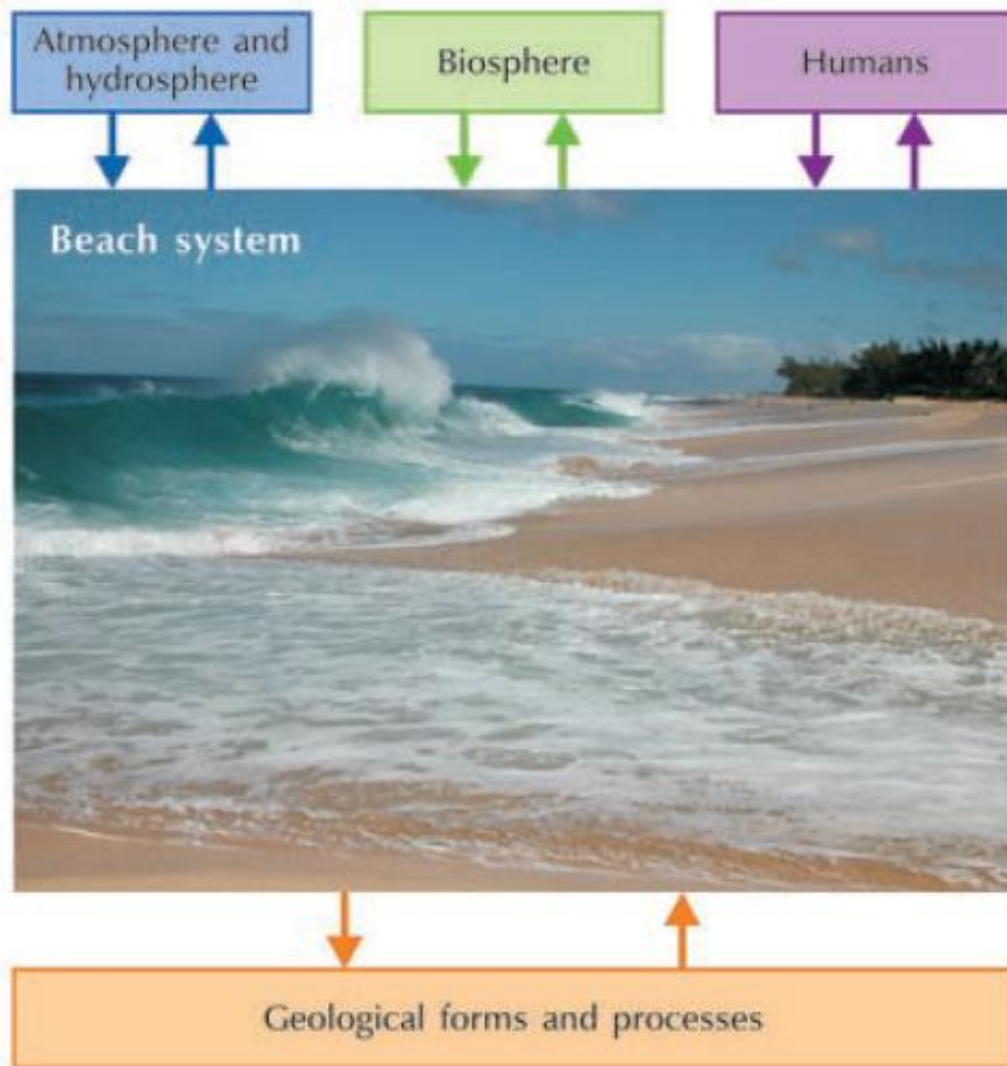 Atmosphere and
hydrosphere
Biosphere
Humans
Beach system
Geological forms and processes